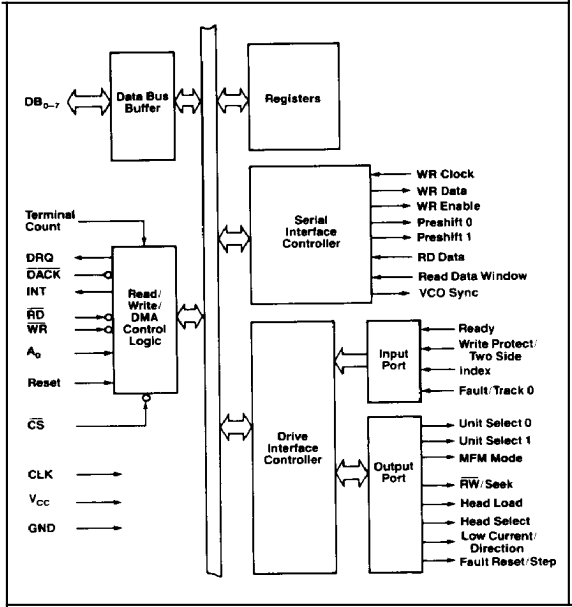 DB0–7
Data Bus
Buffer
Registers
Terminal
Count
DRQ
DACK
INT
RD
WR
A0
Reset
CS
CLK
VCC
GND
Read/
Write/
DMA
Control
Logic
Serial
Interface
Controller
WR Clock
WR Data
WR Enable
Preshift 0
Preshift 1
RD Data
Read Data Window
VCO Sync
Drive
Interface
Controller
Input
Port
Ready
Write Protect/
Two Side
Index
Fault/Track 0
Output
Port
Unit Select 0
Unit Select 1
MFM Mode
RW/Seek
Head Load
Head Select
Low Current/
Direction
Fault Reset/Step